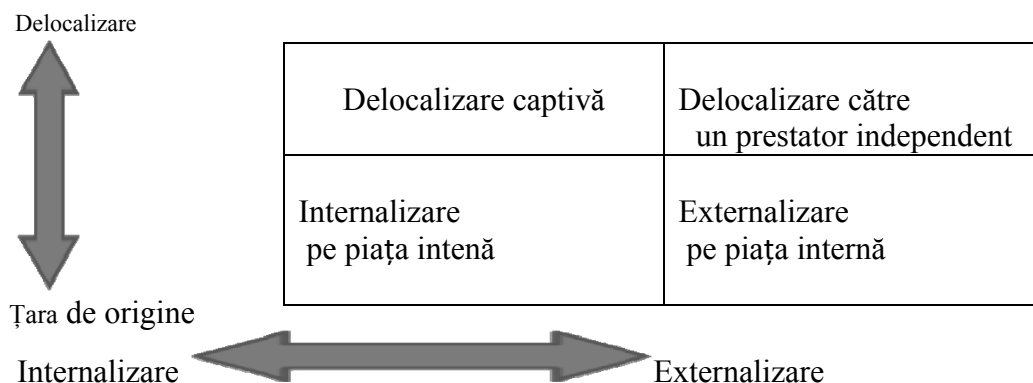 Delocalizare
Delocalizare captivă
Delocalizare către
un prestator independent
Internalizare
pe piața intenă
Externalizare
pe piața internă
Țara de origine
Internalizare
Externalizare